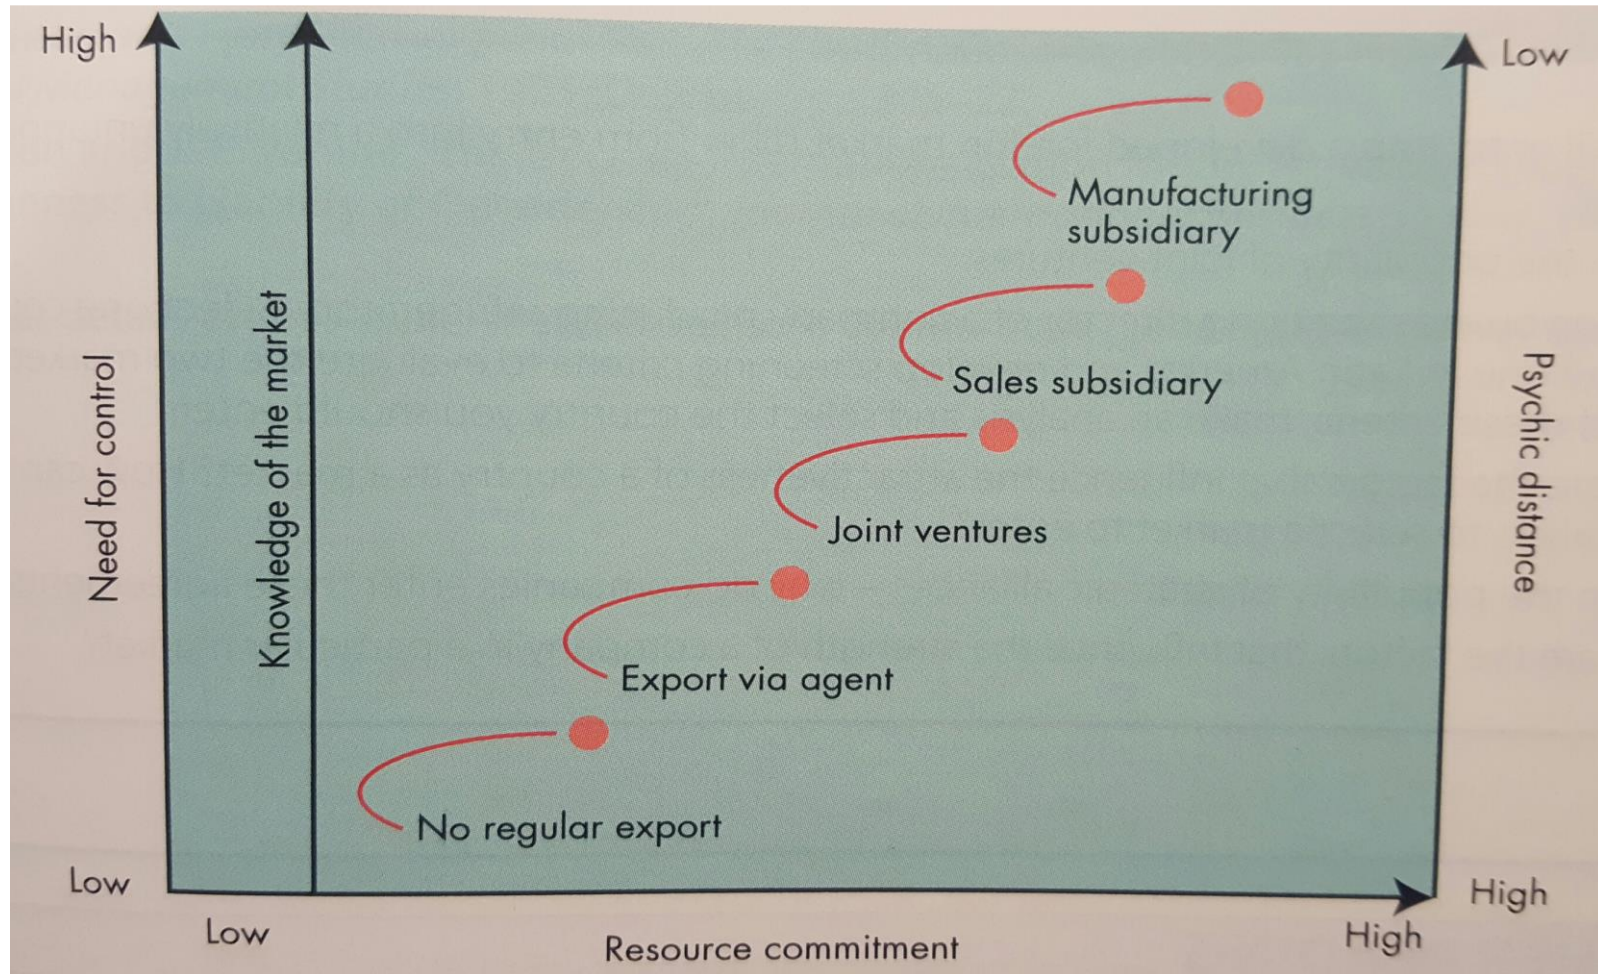 High
Low
Manufacturing
subsidiary
Need for control
Knowledge of the market
Psychic distance
Sales subsidiary
Joint ventures
Export via agent
No regular export
Low
High
Low
Resource commitment
High